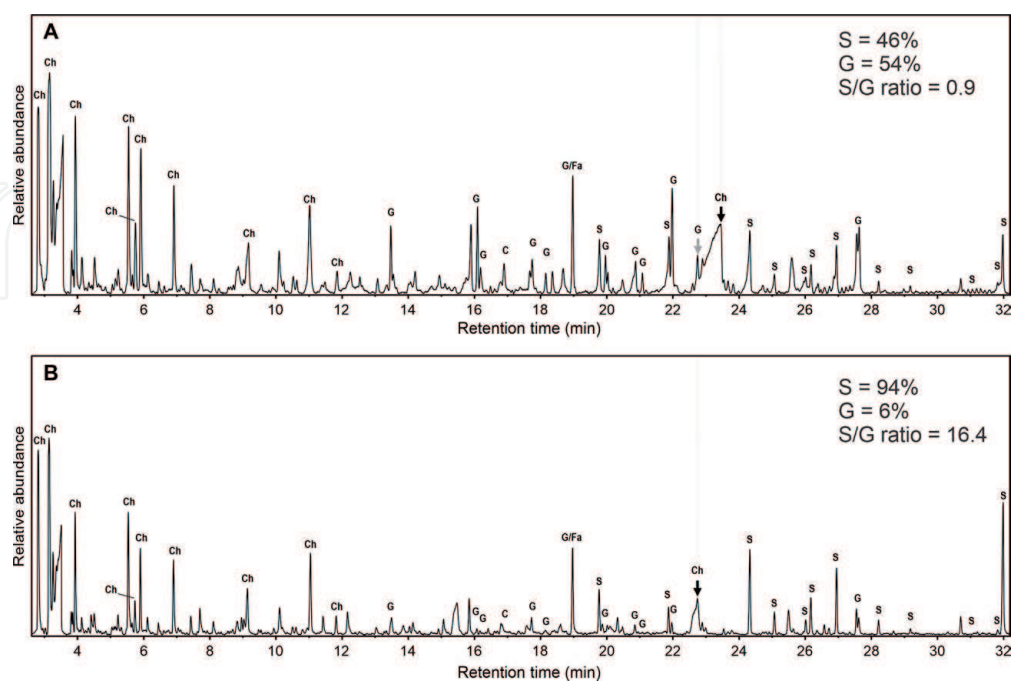 A
S = 46%
G = 54%
S/G ratio = 0.9
Relative abundance
Ch Ch Ch Ch Ch Ch Ch Ch Ch Ch G G G C G G G/Fa S G G G S G G Ch S S S S S G S S S S S
4 6 8 10 12 14 16 18 20 22 24 26 28 30 32
Retention time (min)
B
S = 94%
G = 6%
S/G ratio = 16.4
Relative abundance
Ch Ch Ch Ch Ch Ch Ch Ch Ch Ch G G G C G G G/Fa S G G G S G Ch S S S S S G S S S S S
4 6 8 10 12 14 16 18 20 22 24 26 28 30 32
Retention time (min)